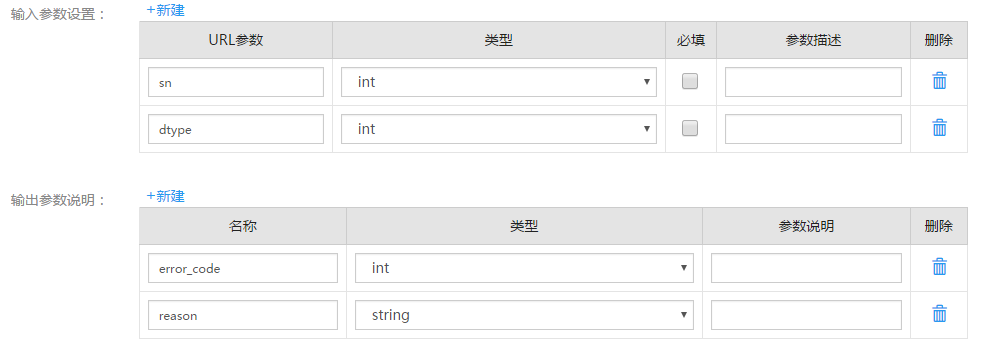 输入参数设置：
+新建
URL参数 类型 必填 参数描述 删除
sn int
dtype int
输出参数说明：
+新建
名称 类型 参数说明 删除
error_code int
reason string